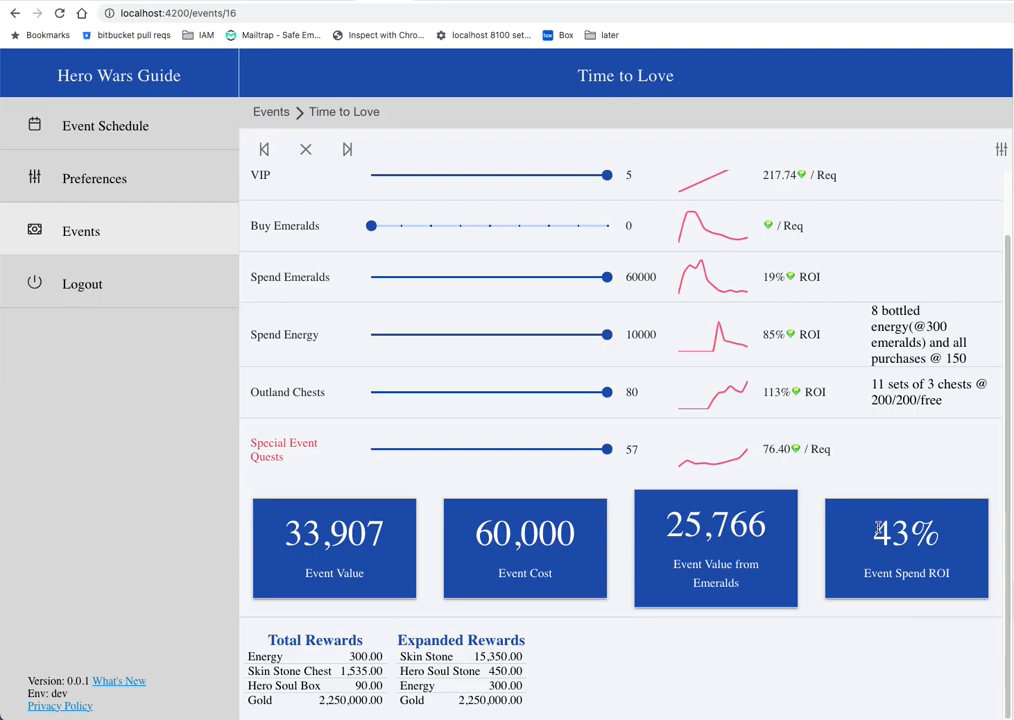 localhost:4200/events/16
Bookmarks bitbucket pull reqs IAM Mailtrap - Safe Em... Inspect with Chro... localhost 8100 set... box Box later
Hero Wars Guide
Time to Love
Event Schedule
Preferences
Events
Logout
Events > Time to Love
VIP 5 217.74 / Req
Buy Emeralds 0 / Req
Spend Emeralds 60000 19% ROI
Spend Energy 10000 85% ROI
8 bottled
energy(@300
emeralds) and all
purchases @ 150
Outland Chests 80 113% ROI
11 sets of 3 chests @
200/200/free
Special Event
Quests
57 76.40 / Req
33,907
Event Value
60,000
Event Cost
25,766
Event Value from
Emeralds
43%
Event Spend ROI
Total Rewards
Energy 300.00
Skin Stone Chest 1,535.00
Hero Soul Box 90.00
Gold 2,250,000.00
Expanded Rewards
Skin Stone 15,350.00
Hero Soul Stone 450.00
Energy 300.00
Gold 2,250,000.00
Version: 0.0.1 What's New
Env: dev
Privacy Policy